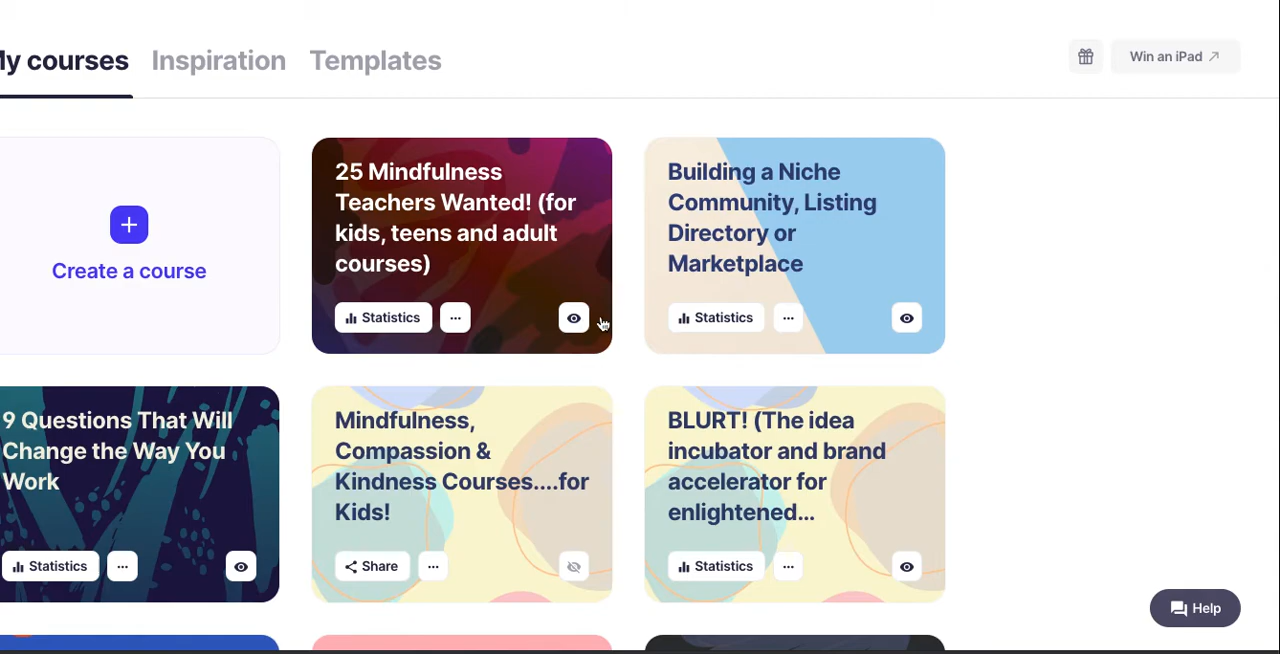 My courses Inspiration Templates
Win an iPad
Create a course
25 Mindfulness
Teachers Wanted! (for
kids, teens and adult
courses)
Statistics
Building a Niche
Community, Listing
Directory or
Marketplace
Statistics
9 Questions That Will
Change the Way You
Work
Statistics
Mindfulness,
Compassion &
Kindness Courses....for
Kids!
Share
BLURT! (The idea
incubator and brand
accelerator for
enlightened...
Statistics
Help